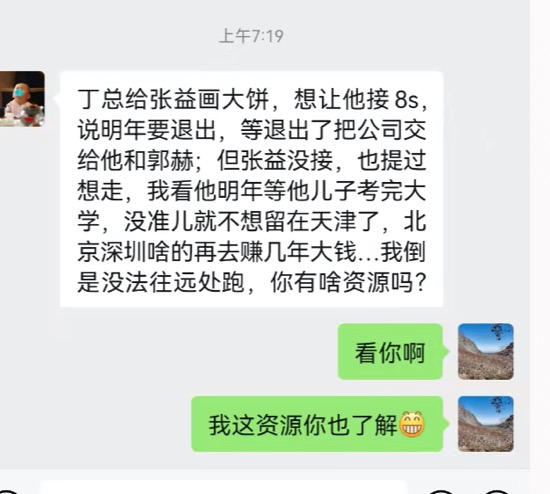 上午7:19
丁总给张益画大饼，想让他接8s，
说明年要退出，等退出了把公司交
给他和郭赫；但张益没接，也提过
想走，我看他明年等他儿子考完大
学，没准儿就不想留在天津了，北
京深圳啥的再去赚几年大钱…我倒
是没法往远处跑，你有啥资源吗？
看你啊
我这资源你也了解😁